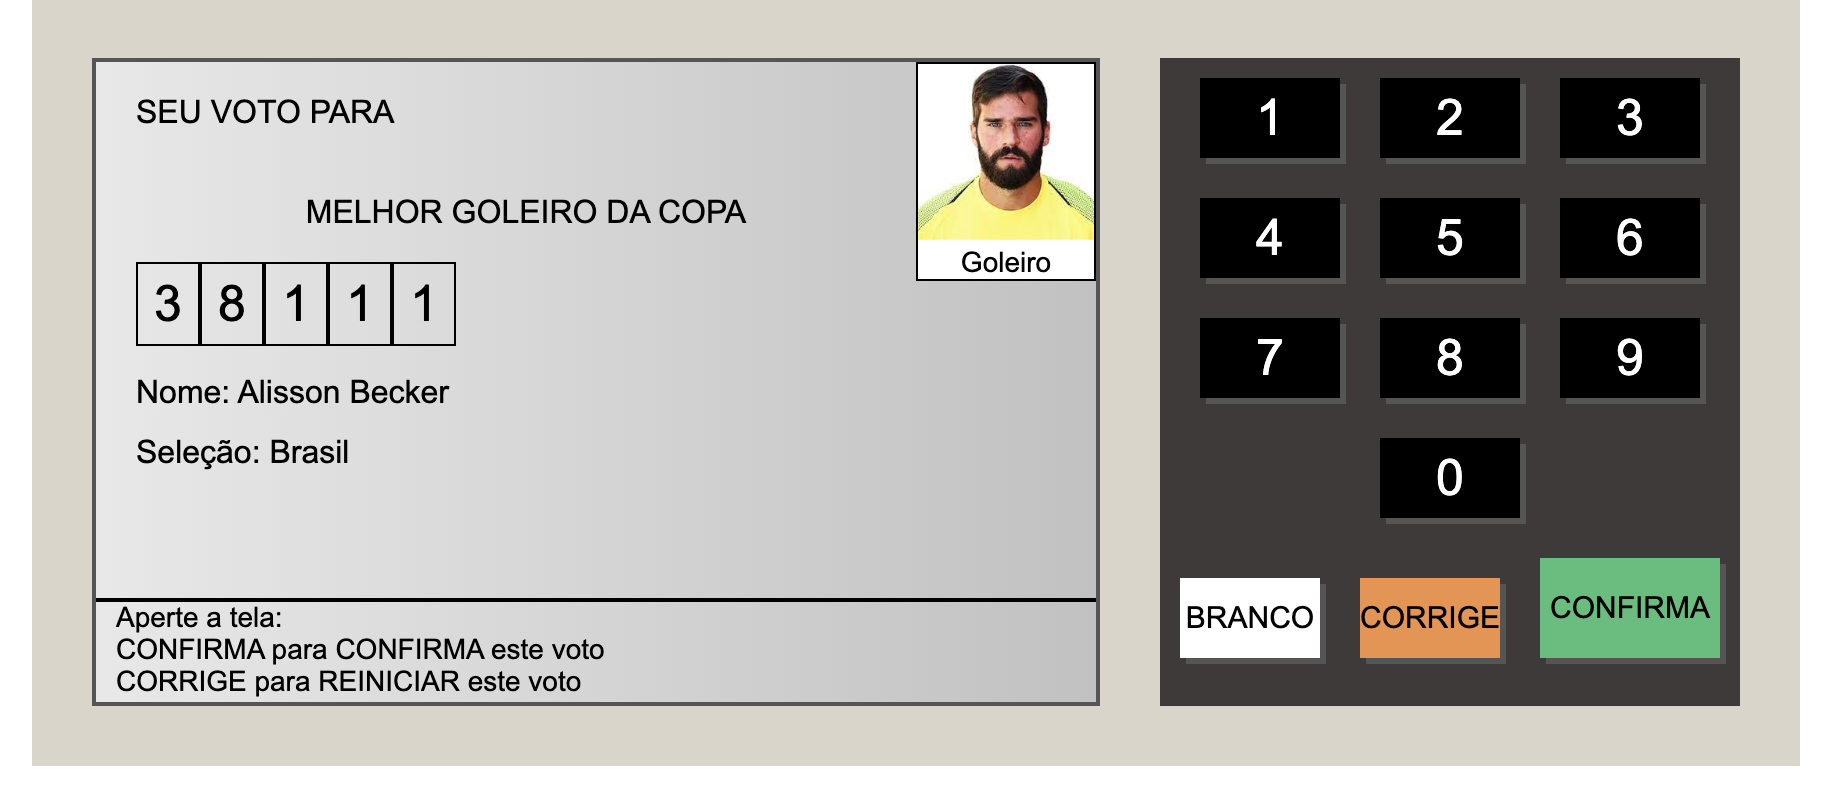 SEU VOTO PARA
MELHOR GOLEIRO DA COPA
Goleiro
3 8 1 1 1
Nome: Alisson Becker
Seleção: Brasil
Aperte a tela:
CONFIRMA para CONFIRMA este voto
CORRIGE para REINICIAR este voto
1 2 3
4 5 6
7 8 9
0
BRANCO CORRIGE CONFIRMA